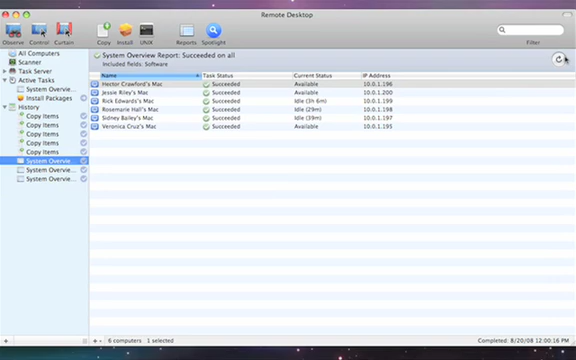 Remote Desktop
Observe Control Curtain Copy Install UNIX Reports Spotlight Filter
All Computers
Scanner
Task Server
Active Tasks
System Overvie...
Install Packages
History
Copy Items
Copy Items
Copy Items
Copy Items
Copy Items
System Overvie...
System Overvie...
System Overvie...
System Overview Report: Succeeded on all
Included fields: Software
Name Task Status Current Status IP Address
Hector Crawford's Mac Succeeded Available 10.0.1.196
Jessie Riley's Mac Succeeded Available 10.0.1.200
Rick Edwards's Mac Succeeded Idle (3h 6m) 10.0.1.199
Rosemarie Hall's Mac Succeeded Idle (29m) 10.0.1.198
Sidney Bailey's Mac Succeeded Idle (39m) 10.0.1.197
Veronica Cruz's Mac Succeeded Available 10.0.1.195
6 computers 1 selected
Completed: 8/20/08 12:00:16 PM